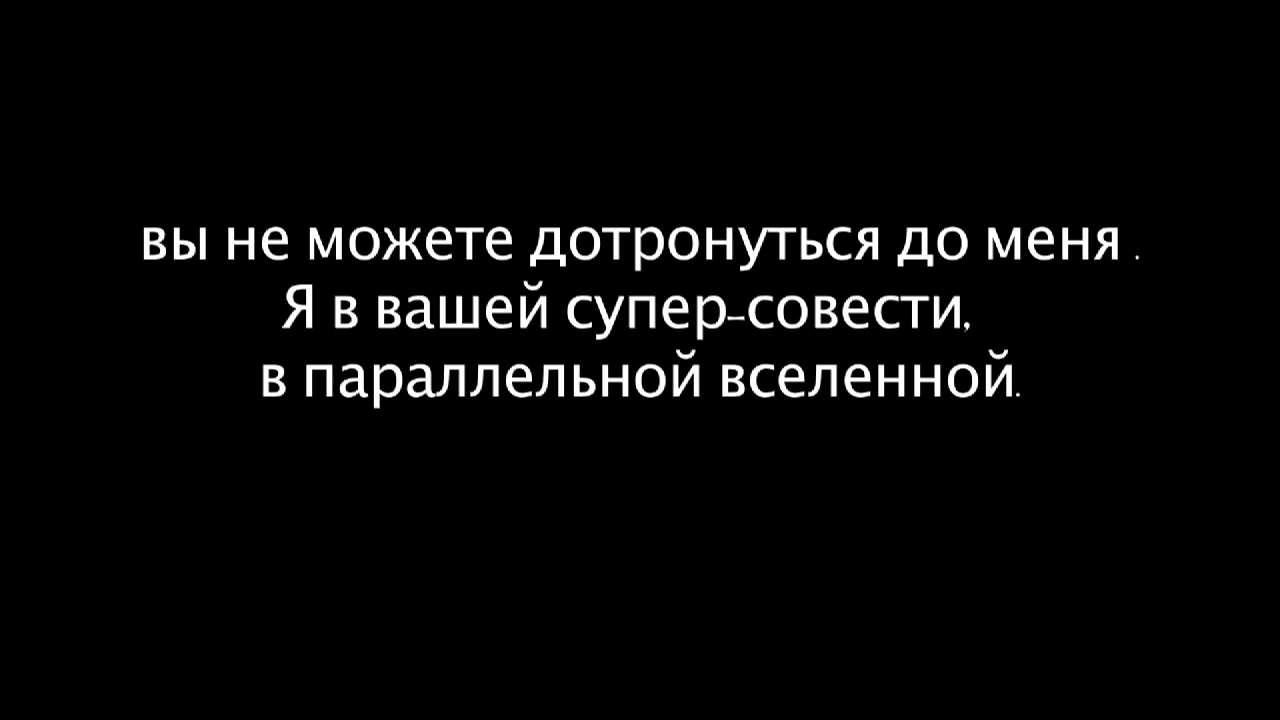 вы не можете дотронуться до меня .
Я в вашей супер-совести,
в параллельной вселенной.